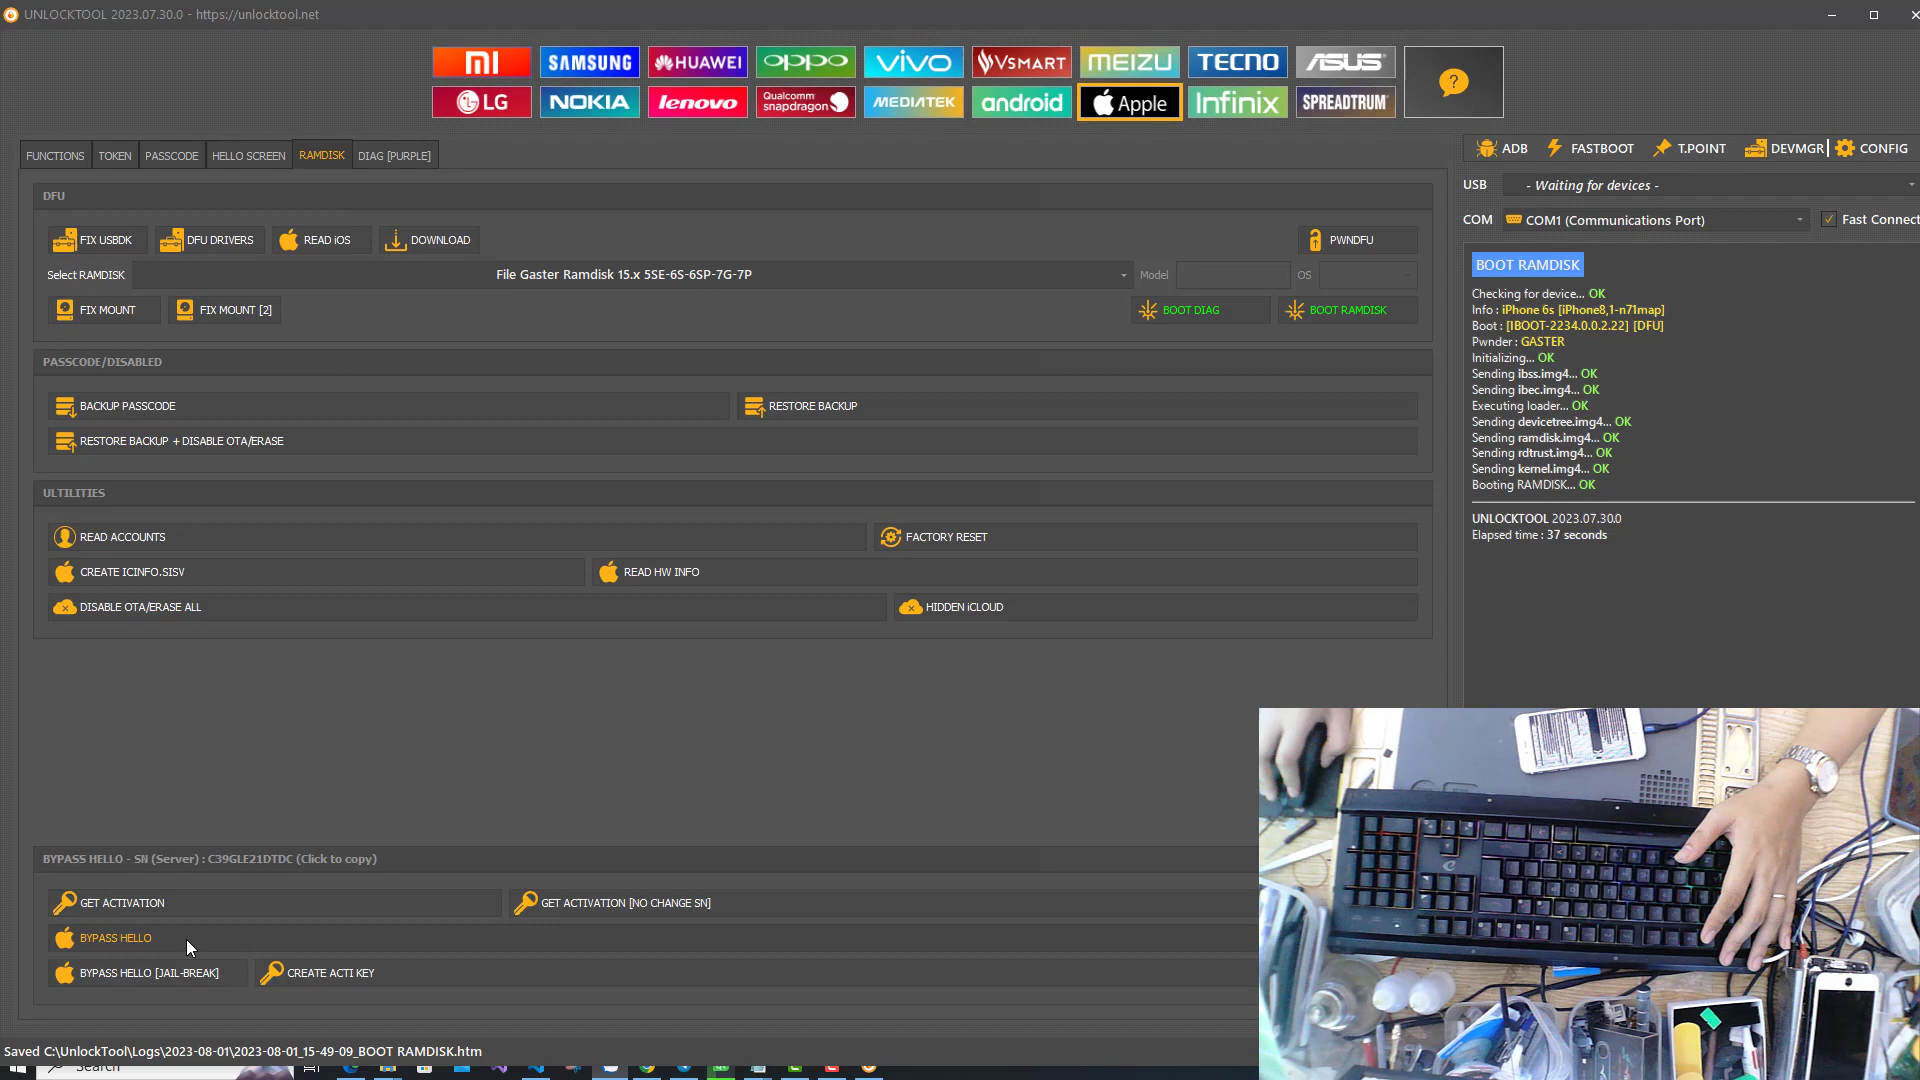 UNLOCKTOOL 2023.07.30.0 - https://unlocktool.net
MI SAMSUNG HUAWEI oppo vivo VSMART MEIZU TECNO ASUS ?
LG NOKIA lenovo Qualcomm snapdragon MEDIATEK android Apple Infinix SPREADTRUM
FUNCTIONS TOKEN PASSCODE HELLO SCREEN RAMDISK DIAG [PURPLE]
ADB FASTBOOT T.POINT DEVMGR CONFIG
USB - Waiting for devices -
COM COM1 (Communications Port) Fast Connect
DFU
FIX USBDK DFU DRIVERS READ iOS DOWNLOAD PWNDFU
Select RAMDISK File Gaster Ramdisk 15.x 5SE-6S-6SP-7G-7P Model OS
FIX MOUNT FIX MOUNT [2] BOOT DIAG BOOT RAMDISK
PASSCODE/DISABLED
BACKUP PASSCODE RESTORE BACKUP
RESTORE BACKUP + DISABLE OTA/ERASE
ULTILITIES
READ ACCOUNTS FACTORY RESET
CREATE ICINFO.SISV READ HW INFO
DISABLE OTA/ERASE ALL HIDDEN iCLOUD
BYPASS HELLO - SN (Server) : C39GLE21DTDC (Click to copy)
GET ACTIVATION GET ACTIVATION [NO CHANGE SN]
BYPASS HELLO
BYPASS HELLO [JAIL-BREAK] CREATE ACTI KEY
BOOT RAMDISK
Checking for device... OK
Info : iPhone 6s [iPhone8,1-n71map]
Boot : [IBOOT-2234.0.0.2.22] [DFU]
Pwnder : GASTER
Initializing... OK
Sending ibss.img4... OK
Sending ibec.img4... OK
Executing loader... OK
Sending devicetree.img4... OK
Sending ramdisk.img4... OK
Sending rdtrust.img4... OK
Sending kernel.img4... OK
Booting RAMDISK... OK
UNLOCKTOOL 2023.07.30.0
Elapsed time : 37 seconds
Saved C:\UnlockTool\Logs\2023-08-01\2023-08-01_15-49-09_BOOT RAMDISK.htm
Search